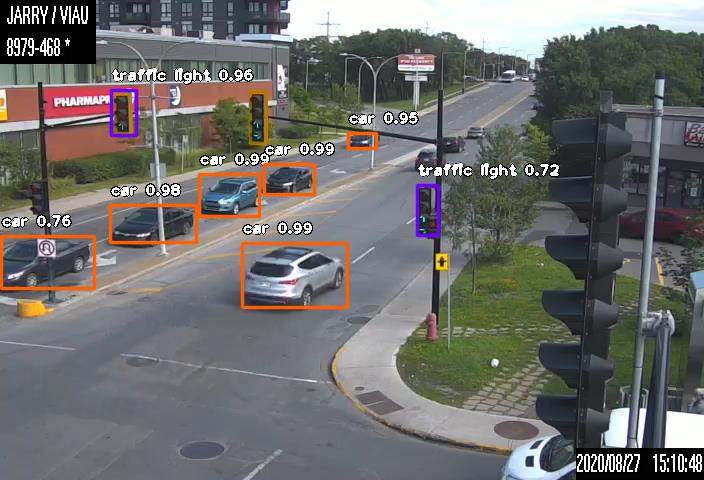 JARRY / VIAU
8979-468 *
traffic light 0.96
PHARMAPR
car 0.95
car 0.99
car 0.99
car 0.98
traffic light 0.72
car 0.76
car 0.99
2020/08/27 15:10:48